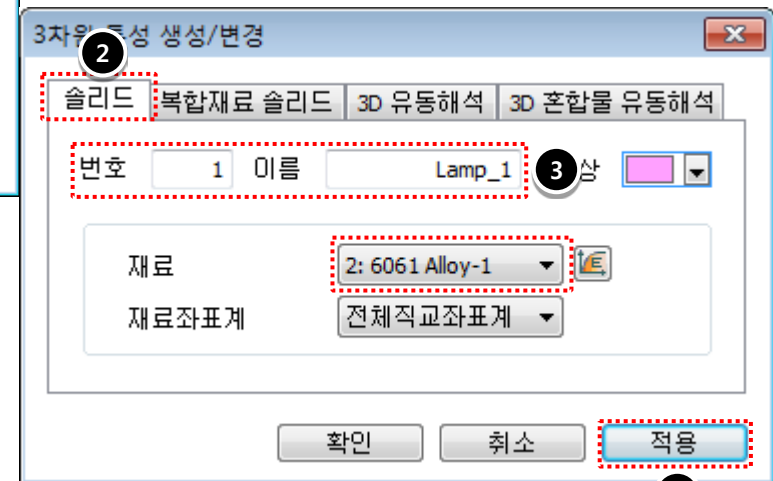 3차원 특성 생성/변경
2
솔리드 복합재료 솔리드 3D 유동해석 3D 혼합물 유동해석
번호 1 이름 Lamp_1 3 상
재료 2: 6061 Alloy-1
재료좌표계 전체직교좌표계
확인 취소 적용